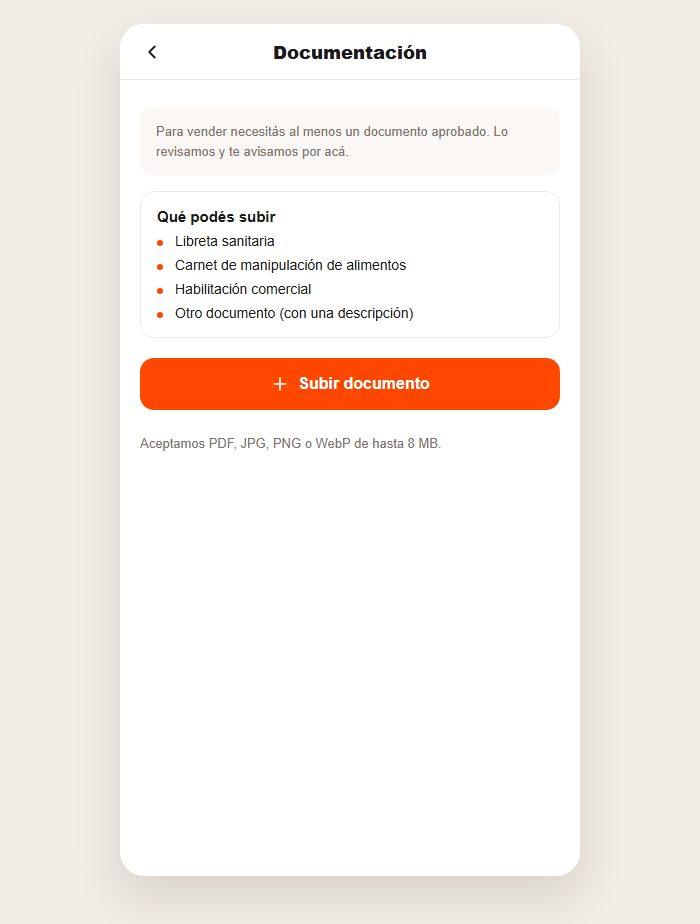 Documentación
Para vender necesitás al menos un documento aprobado. Lo
revisamos y te avisamos por acá.
Qué podés subir
Libreta sanitaria
Carnet de manipulación de alimentos
Habilitación comercial
Otro documento (con una descripción)
Subir documento
Aceptamos PDF, JPG, PNG o WebP de hasta 8 MB.